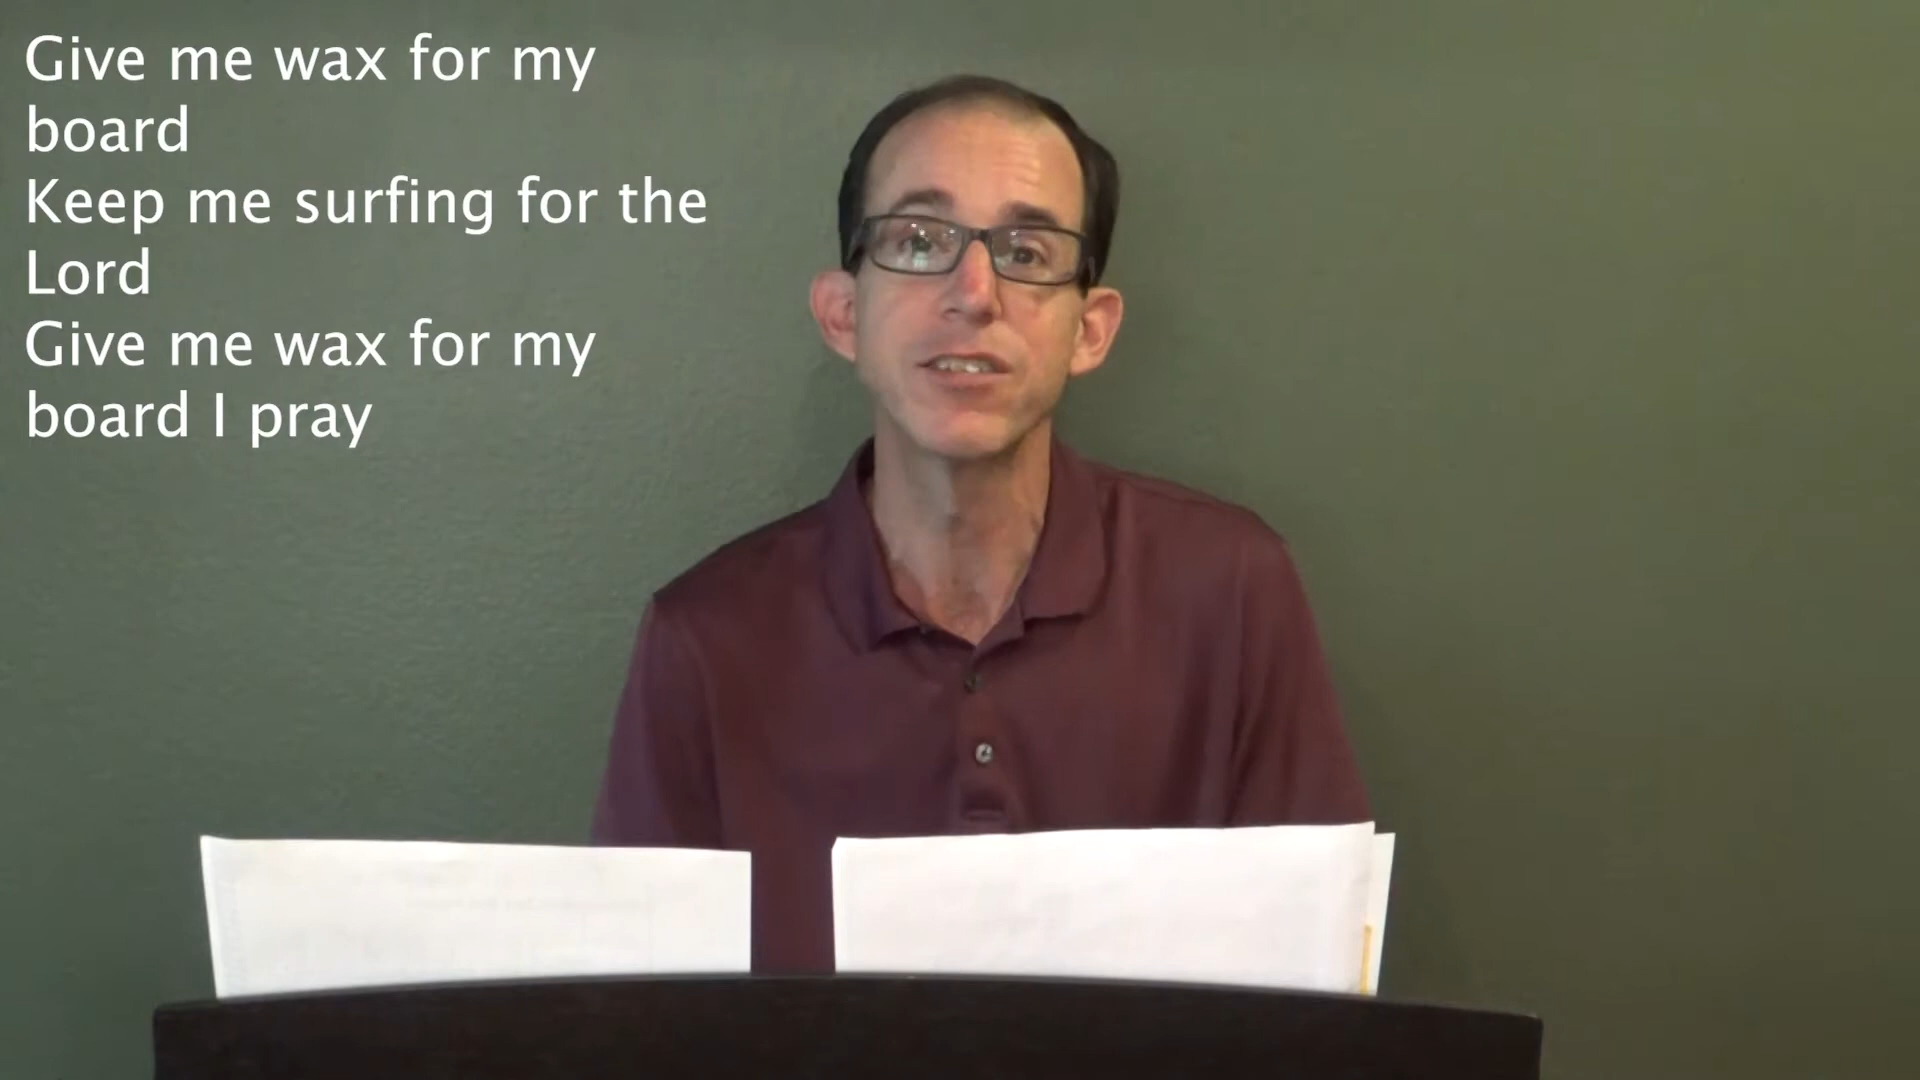 Give me wax for my
board
Keep me surfing for the
Lord
Give me wax for my
board I pray